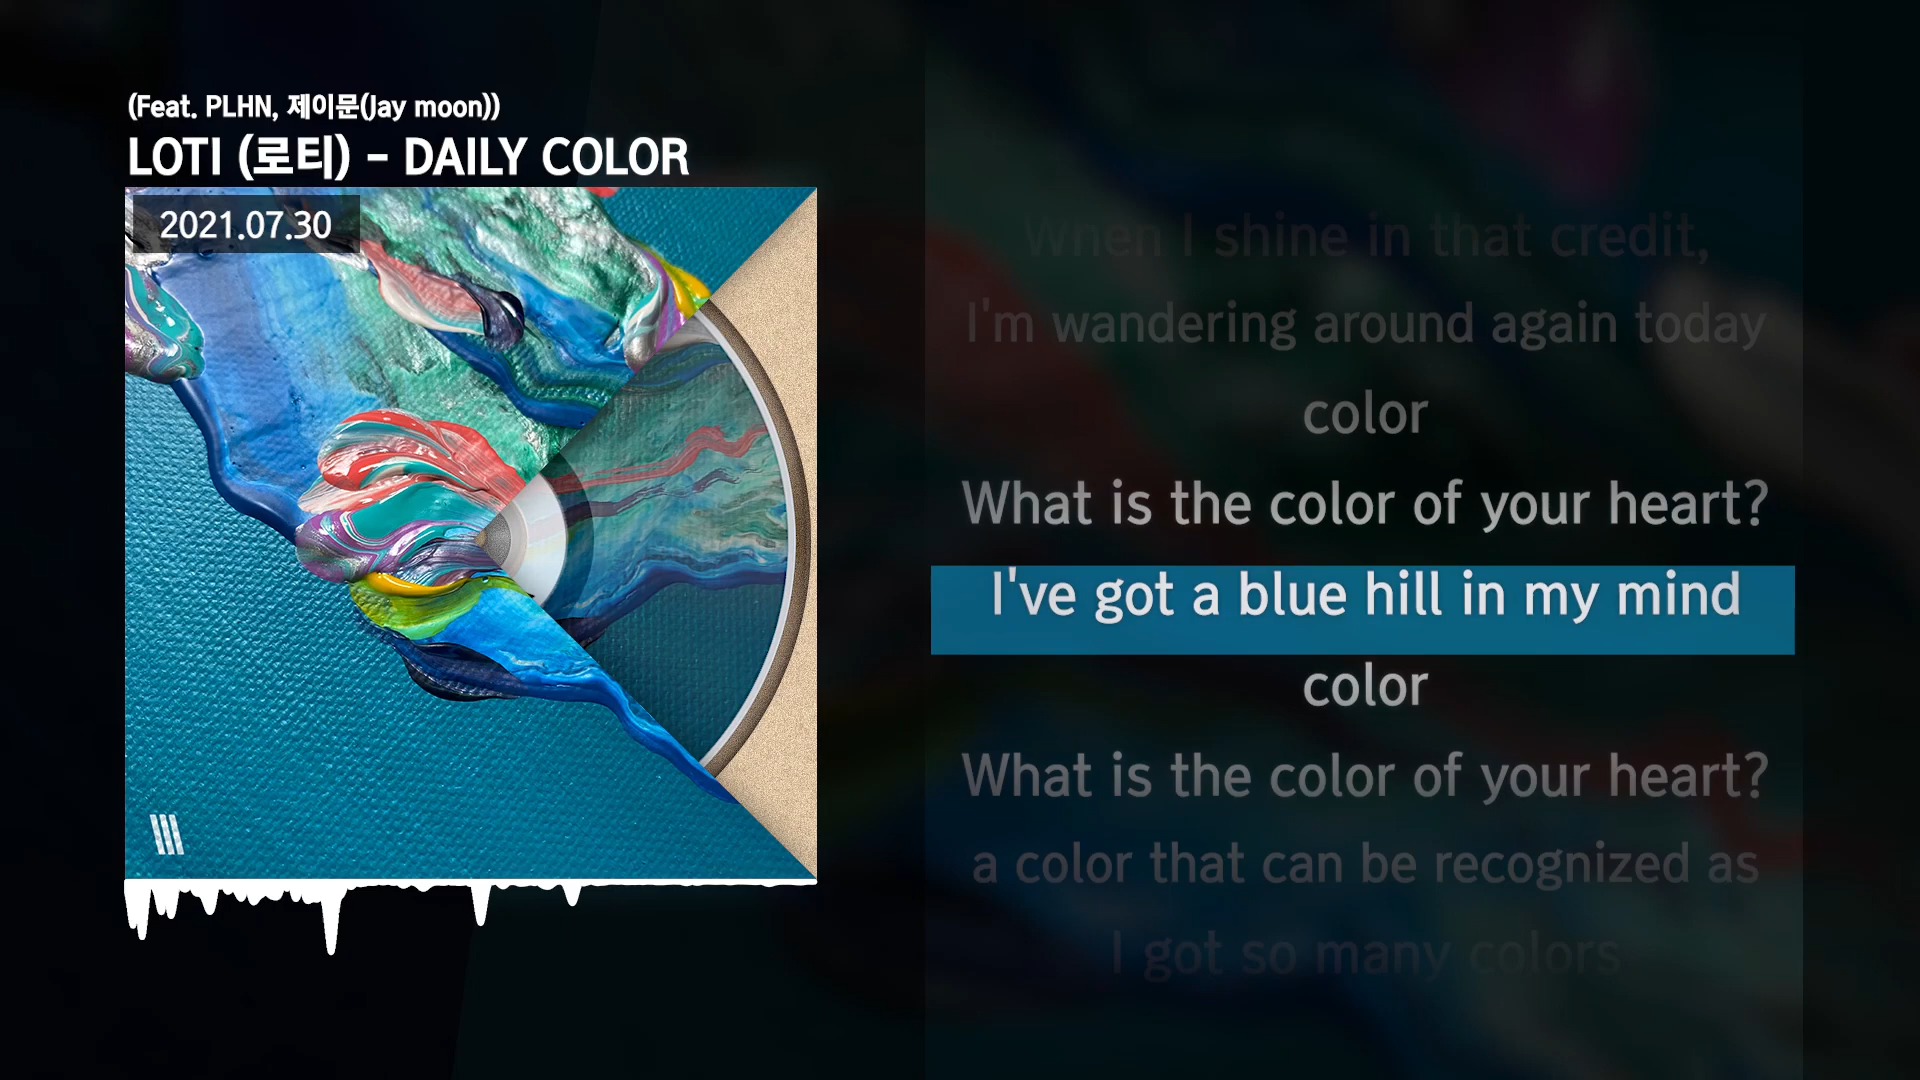 (Feat. PLHN, 제이문(Jay moon))
LOTI (로티) - DAILY COLOR
2021.07.30
When I shine in that credit,
I'm wandering around again today
color
What is the color of your heart?
I've got a blue hill in my mind
color
What is the color of your heart?
a color that can be recognized as
I got so many colors